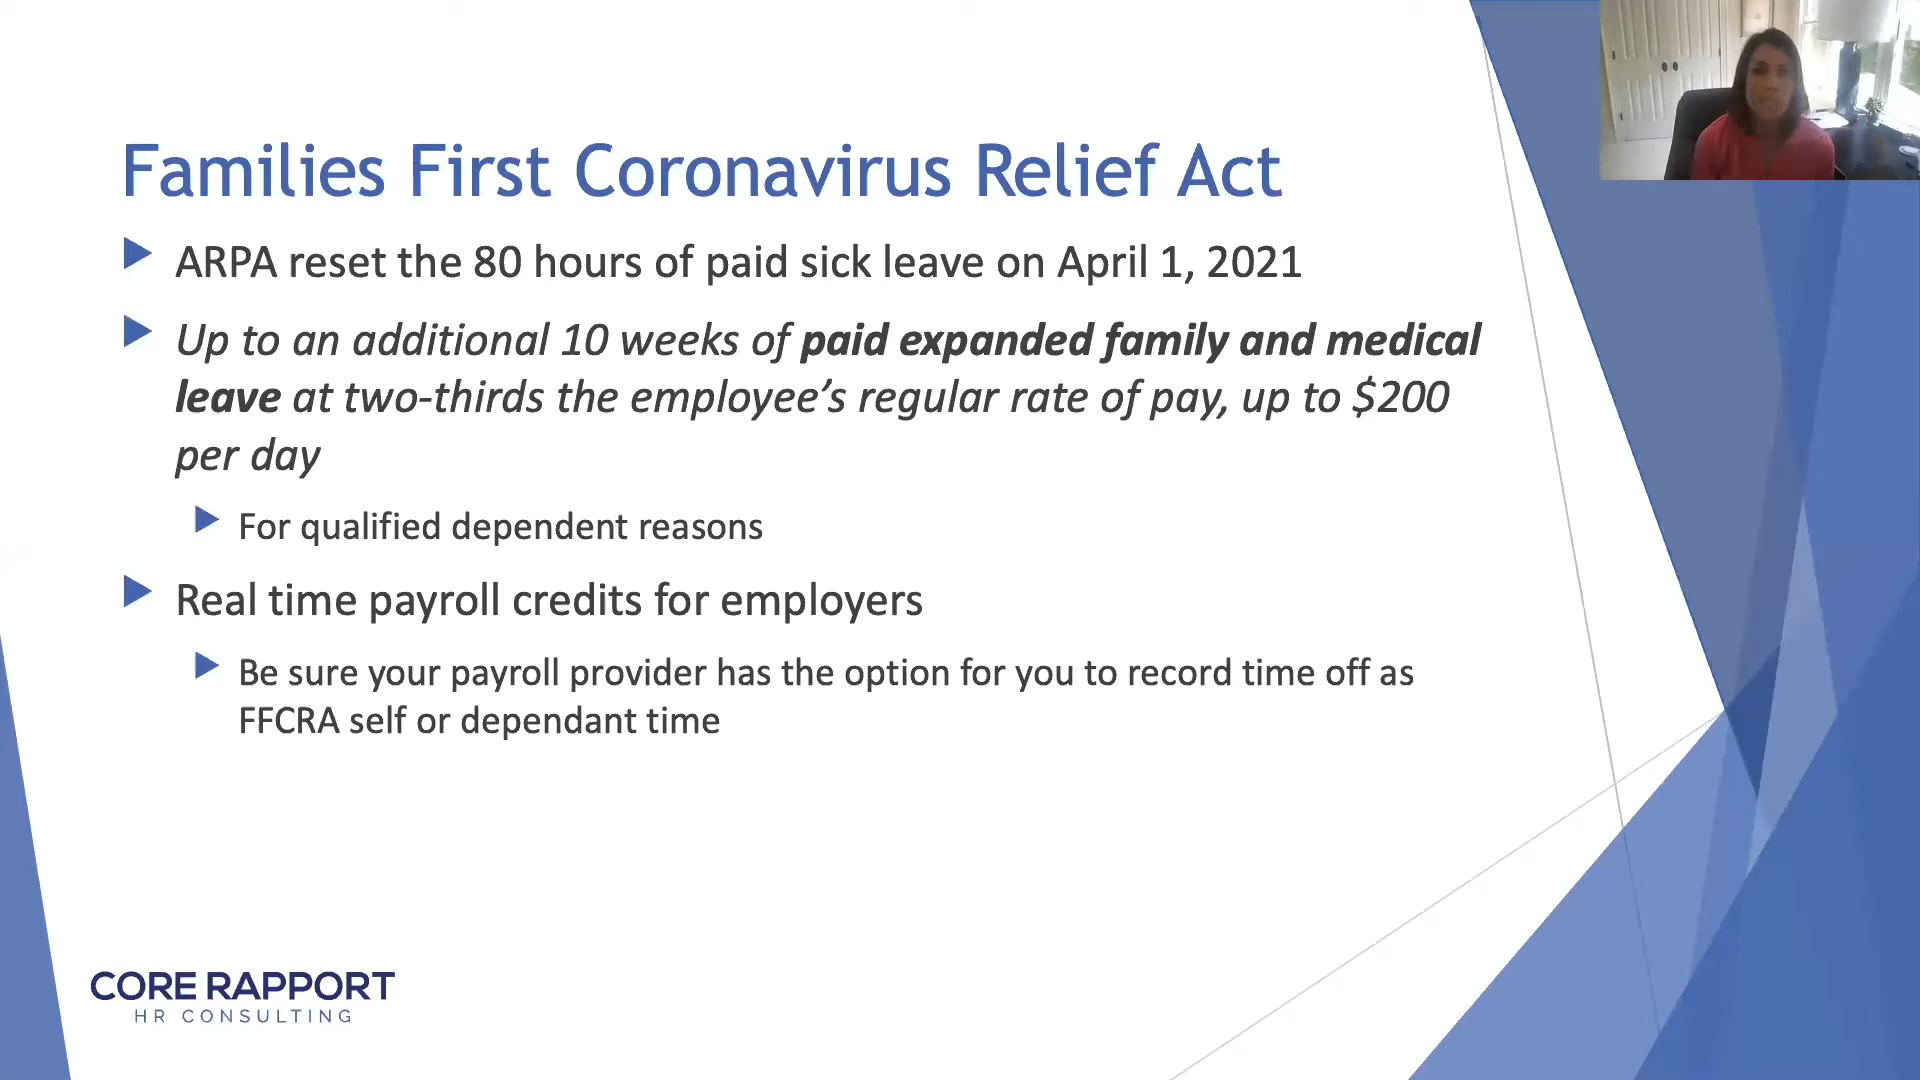 Families First Coronavirus Relief Act
ARPA reset the 80 hours of paid sick leave on April 1, 2021
Up to an additional 10 weeks of paid expanded family and medical
leave at two-thirds the employee’s regular rate of pay, up to $200
per day
For qualified dependent reasons
Real time payroll credits for employers
Be sure your payroll provider has the option for you to record time off as
FFCRA self or dependant time
CORE RAPPORT
HR CONSULTING